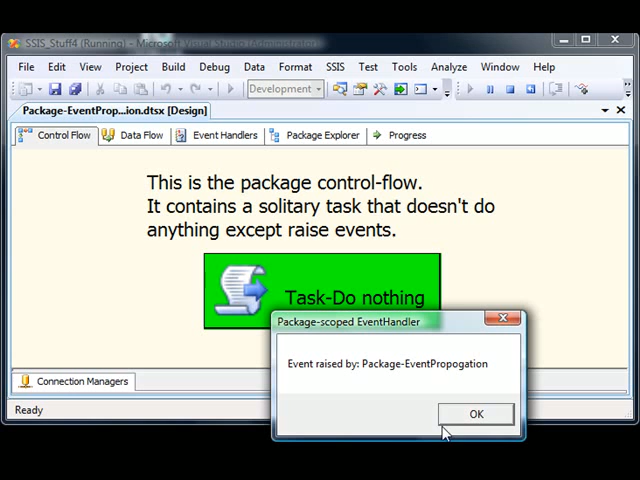 SSIS_Stuff4 (Running) - Microsoft Visual Studio (Administrator)
File Edit View Project Build Debug Data Format SSIS Test Tools Analyze Window Help
Development
Package-EventProp...ion.dtsx [Design]
Control Flow Data Flow Event Handlers Package Explorer Progress
This is the package control-flow.
It contains a solitary task that doesn't do
anything except raise events.
Task-Do nothing
Package-scoped EventHandler
Event raised by: Package-EventPropogation
OK
Connection Managers
Ready